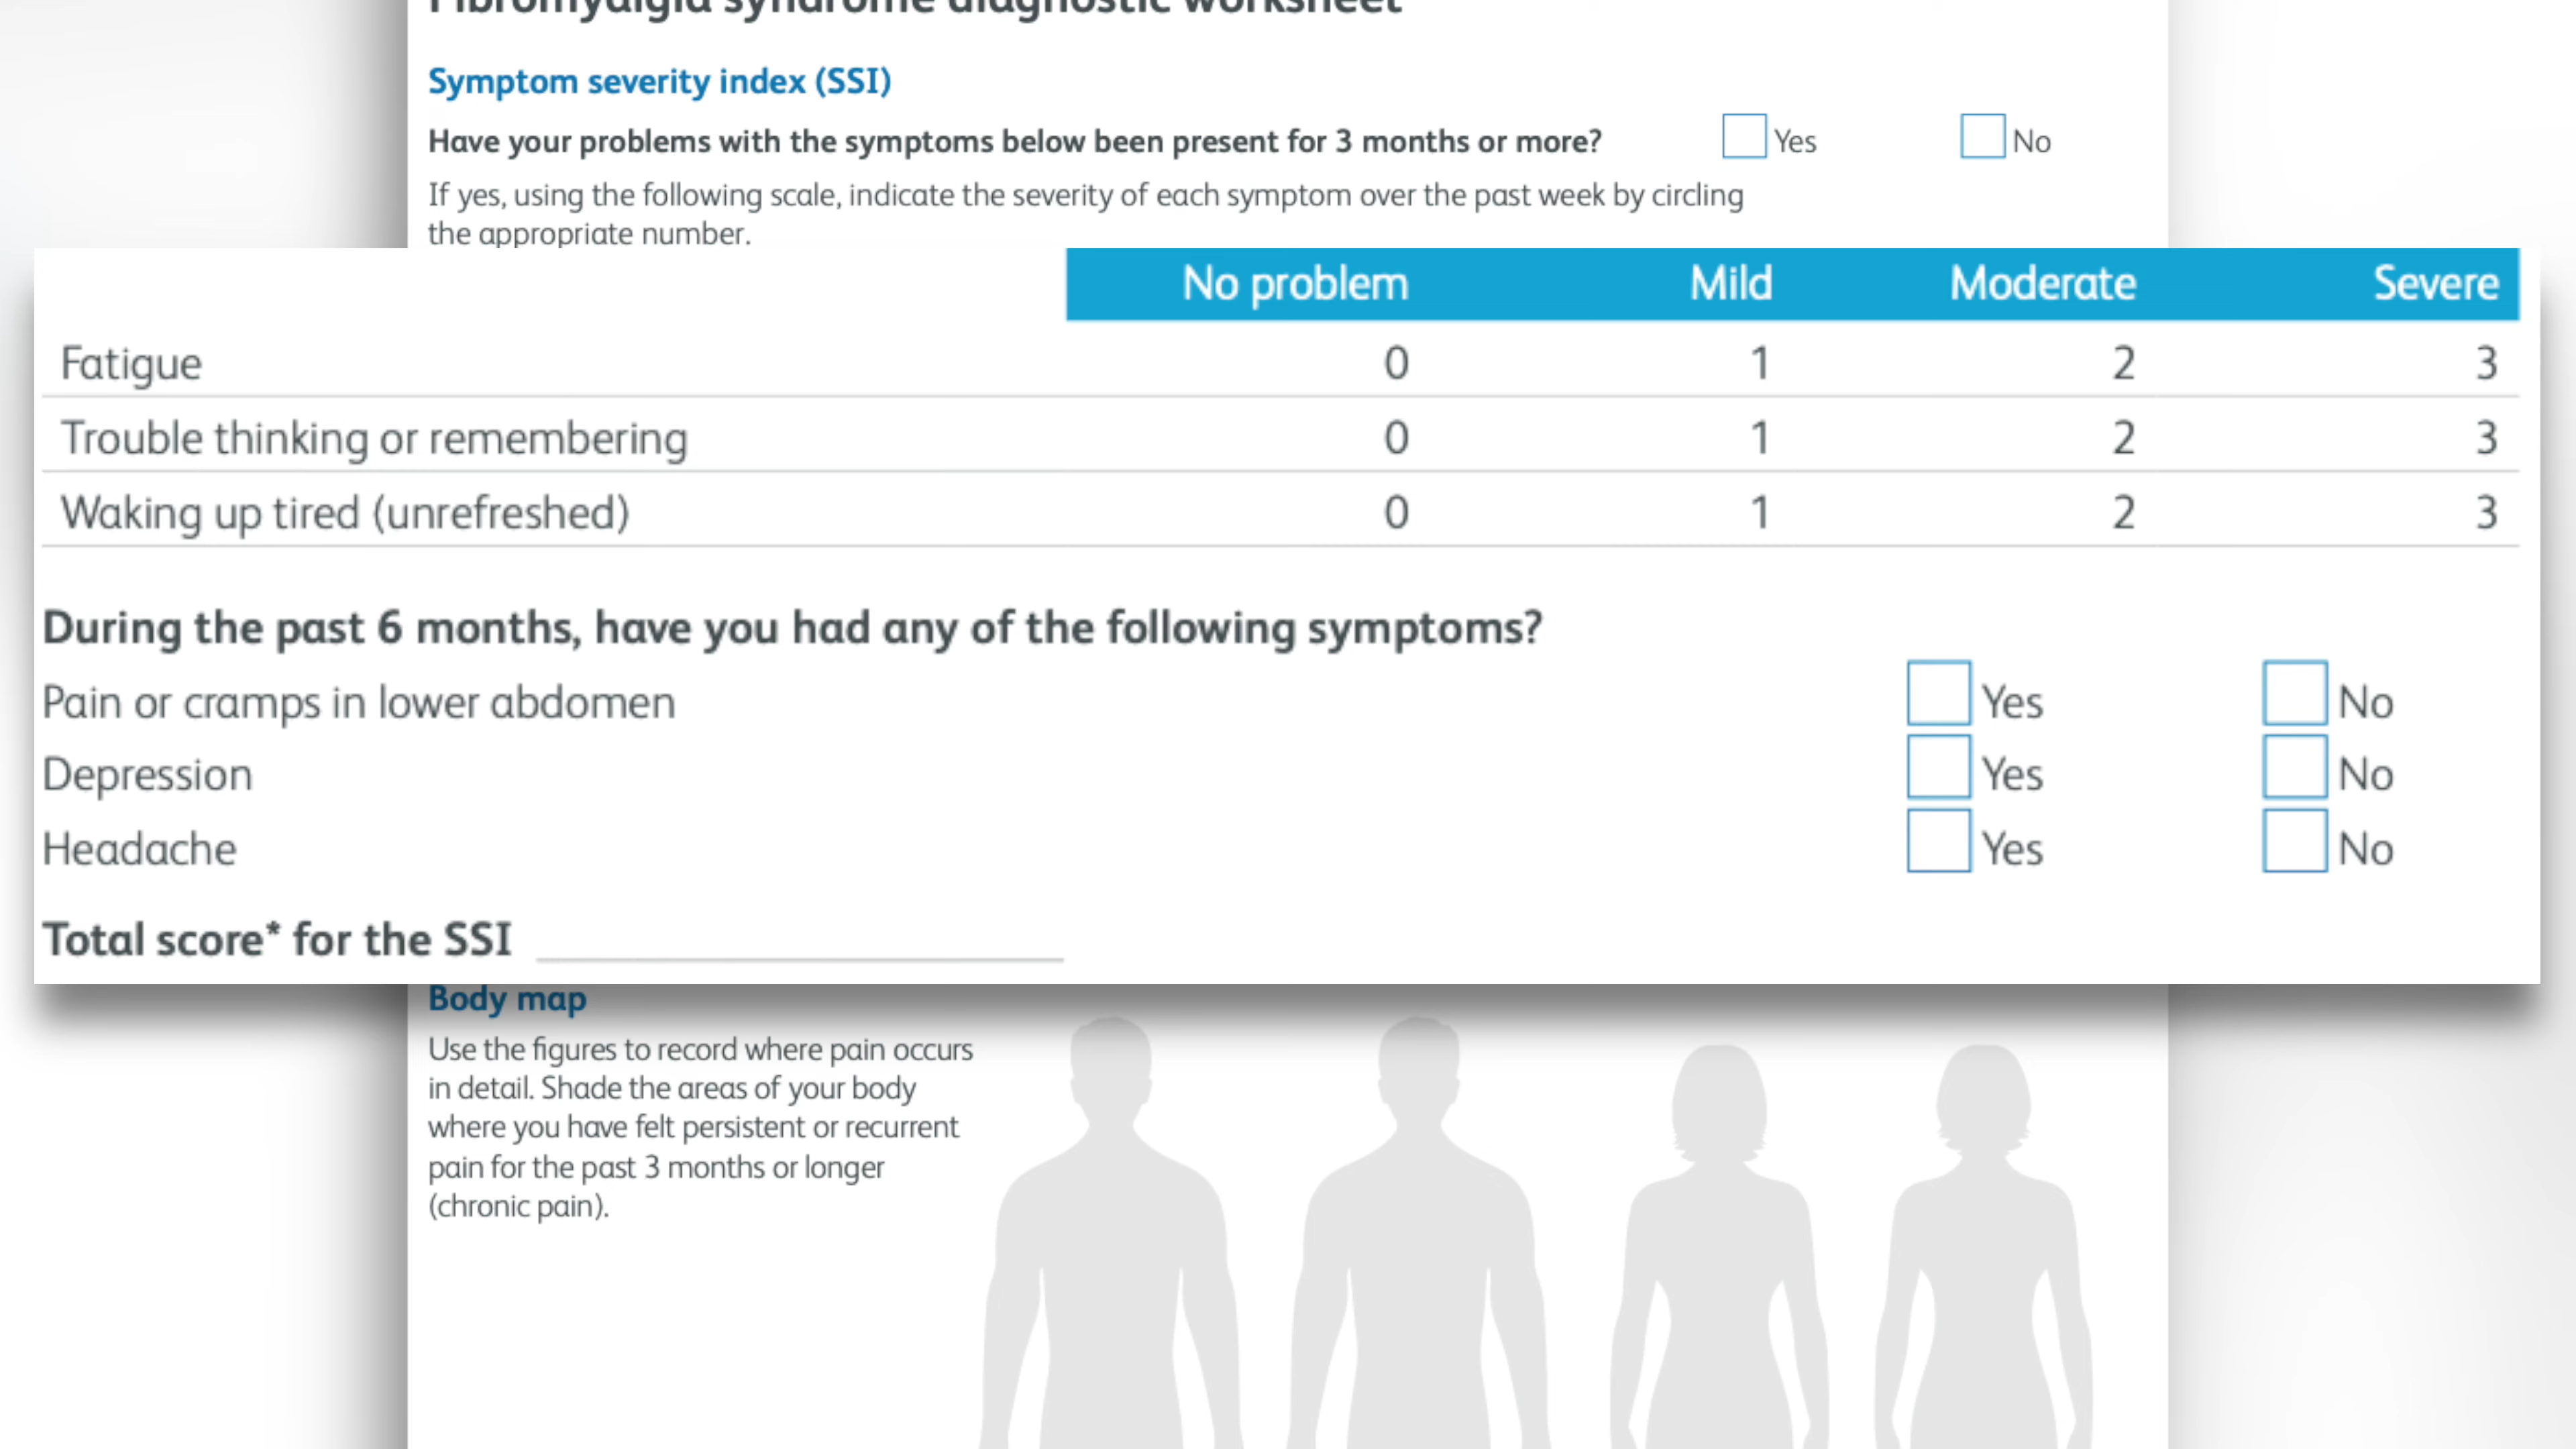 Fibromyalgia syndrome diagnostic worksheet
Symptom severity index (SSI)
Have your problems with the symptoms below been present for 3 months or more? Yes No
If yes, using the following scale, indicate the severity of each symptom over the past week by circling
the appropriate number.
No problem Mild Moderate Severe
Fatigue 0 1 2 3
Trouble thinking or remembering 0 1 2 3
Waking up tired (unrefreshed) 0 1 2 3
During the past 6 months, have you had any of the following symptoms?
Pain or cramps in lower abdomen Yes No
Depression Yes No
Headache Yes No
Total score* for the SSI
Body map
Use the figures to record where pain occurs
in detail. Shade the areas of your body
where you have felt persistent or recurrent
pain for the past 3 months or longer
(chronic pain).